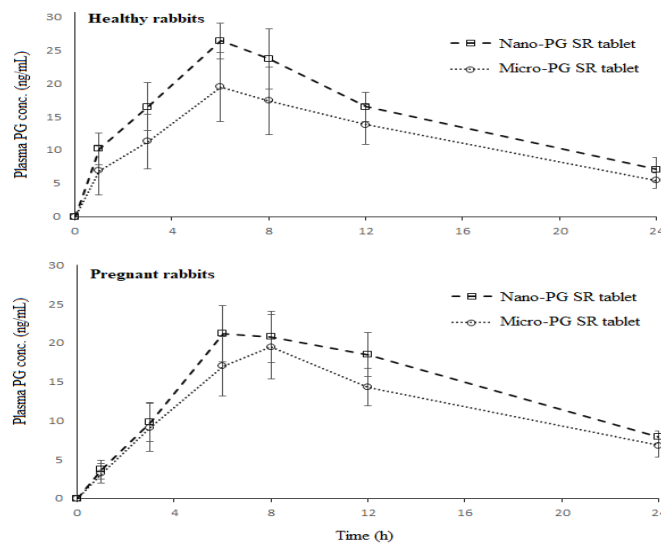 Healthy rabbits
Plasma PG conc. (ng/mL)
30
25
20
15
10
5
0
Nano-PG SR tablet
Micro-PG SR tablet
0 4 8 12 16 20 24
Pregnant rabbits
Plasma PG conc. (ng/mL)
30
25
20
15
10
5
0
Nano-PG SR tablet
Micro-PG SR tablet
0 4 8 12 16 20 24
Time (h)